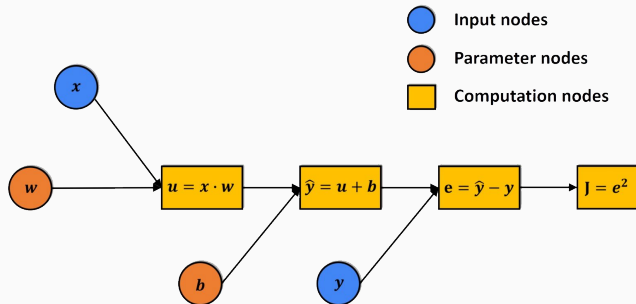 Input nodes
Parameter nodes
Computation nodes
x
w
u = x · w
ŷ = u + b
e = ŷ − y
J = e²
b
y